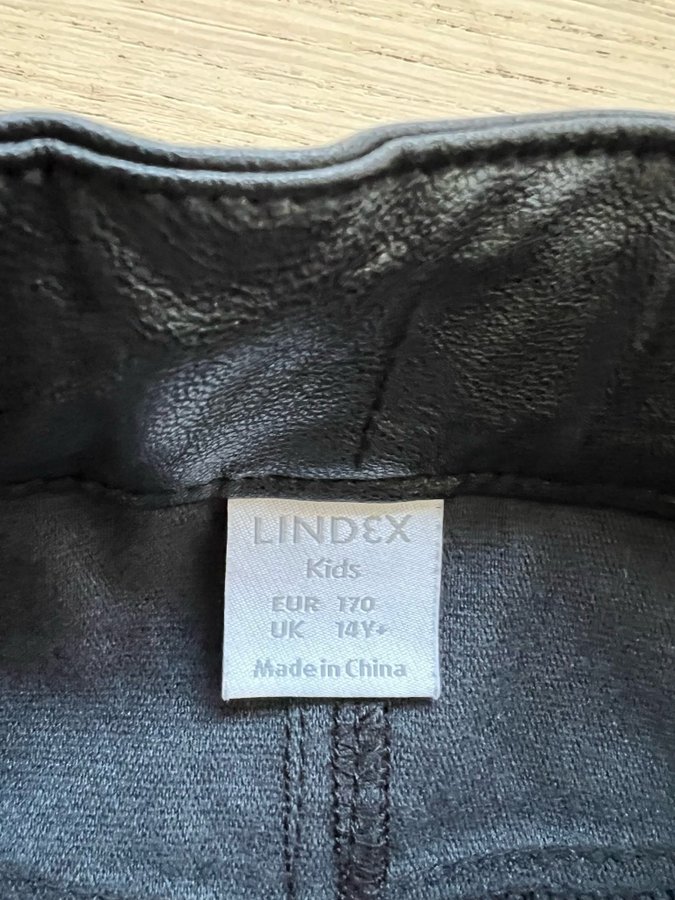 LINDEX
Kids
EUR 170
UK 14Y+
Made in China